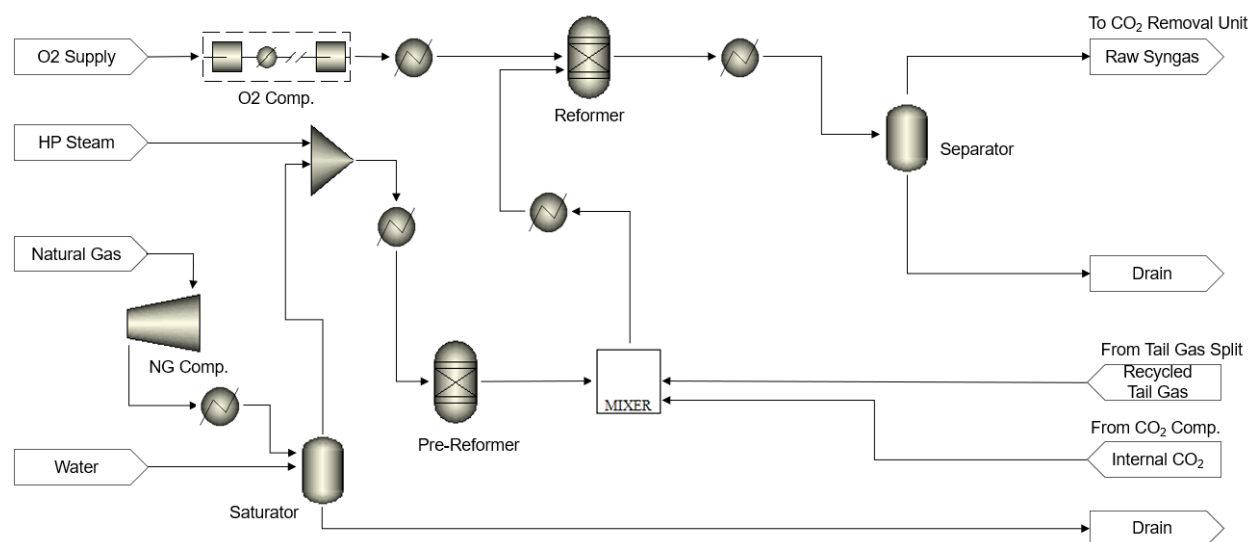 To CO₂ Removal Unit
O2 Supply
Raw Syngas
O2 Comp.
Reformer
HP Steam
Separator
Natural Gas
Drain
NG Comp.
From Tail Gas Split
Recycled
Tail Gas
MIXER
Pre-Reformer
From CO₂ Comp.
Water
Internal CO₂
Saturator
Drain